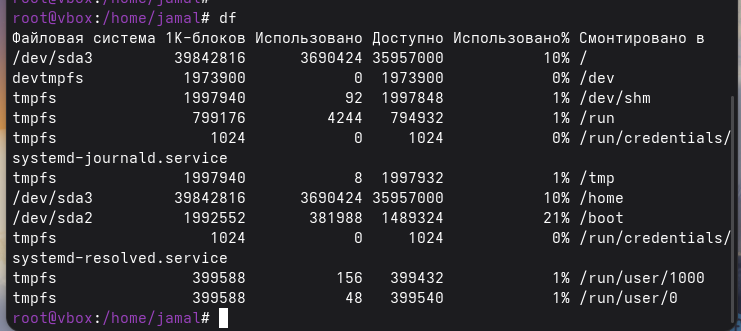 root@vbox:/home/jamal# df
Файловая система 1K-блоков Использовано Доступно Использовано% Смонтировано в
/dev/sda3 39842816 3690424 35957000 10% /
devtmpfs 1973900 0 1973900 0% /dev
tmpfs 1997940 92 1997848 1% /dev/shm
tmpfs 799176 4244 794932 1% /run
tmpfs 1024 0 1024 0% /run/credentials/
systemd-journald.service
tmpfs 1997940 8 1997932 1% /tmp
/dev/sda3 39842816 3690424 35957000 10% /home
/dev/sda2 1992552 381988 1489324 21% /boot
tmpfs 1024 0 1024 0% /run/credentials/
systemd-resolved.service
tmpfs 399588 156 399432 1% /run/user/1000
tmpfs 399588 48 399540 1% /run/user/0
root@vbox:/home/jamal#